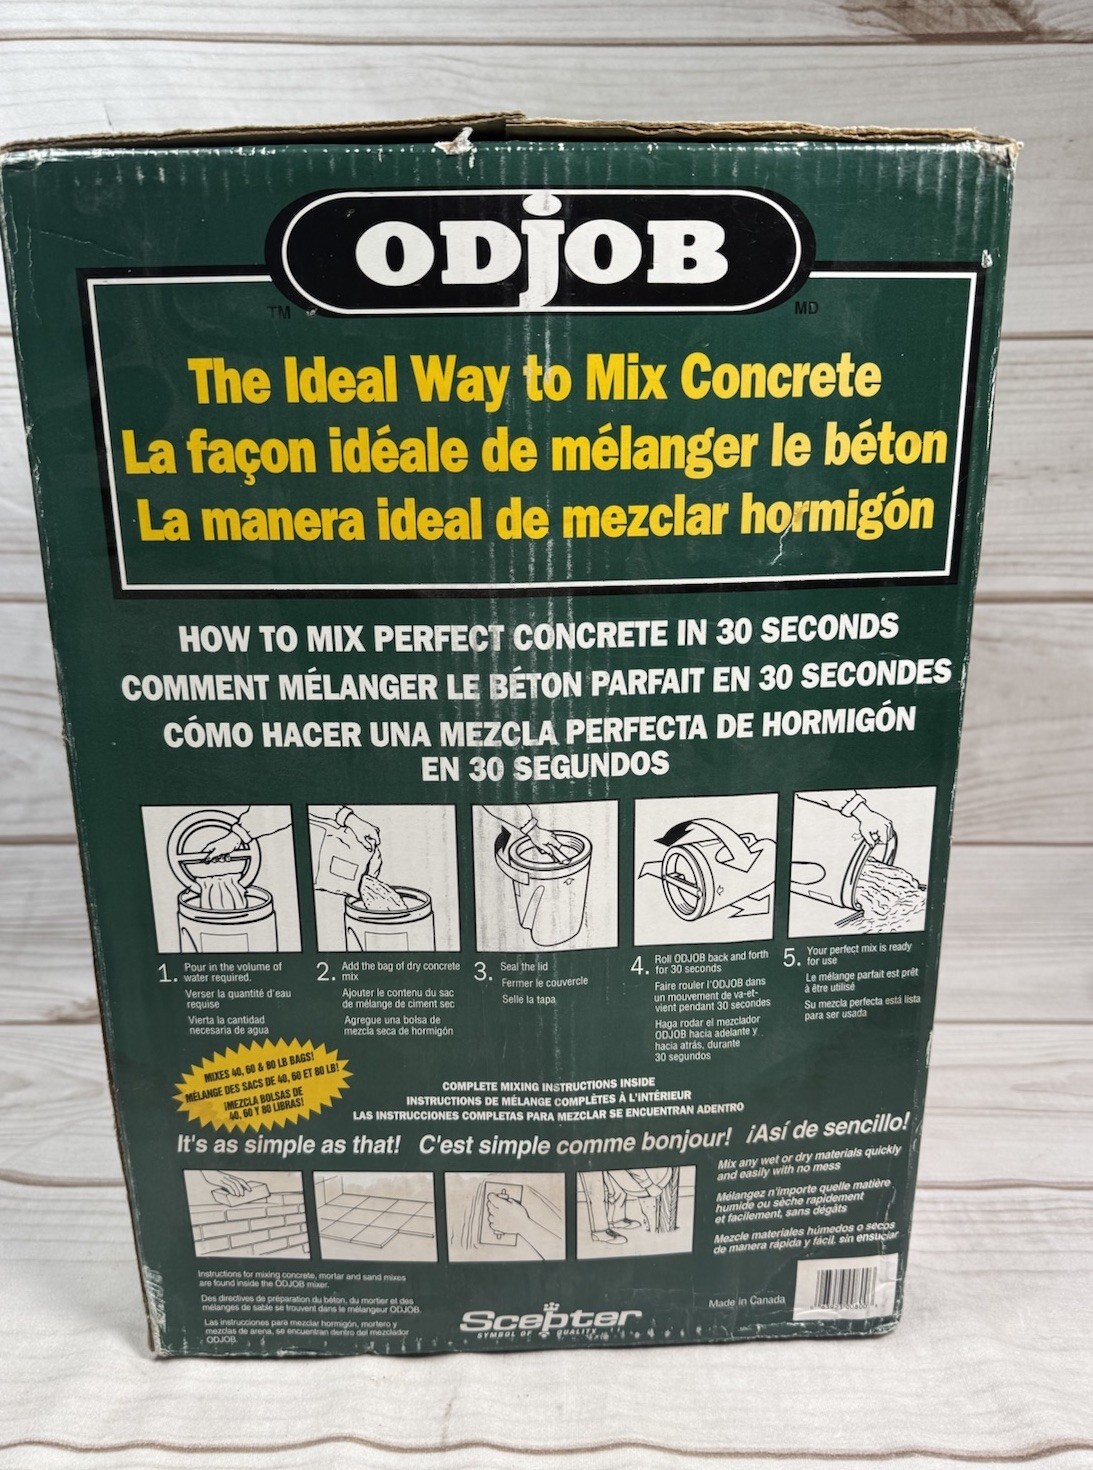 ODJOB
TM
MD
The Ideal Way to Mix Concrete
La façon idéale de mélanger le béton
La manera ideal de mezclar hormigón
HOW TO MIX PERFECT CONCRETE IN 30 SECONDS
COMMENT MÉLANGER LE BÉTON PARFAIT EN 30 SECONDES
CÓMO HACER UNA MEZCLA PERFECTA DE HORMIGÓN
EN 30 SEGUNDOS
1. Pour in the volume of
water required.
Verser la quantité d'eau
requise
Vierta la cantidad
necesaria de agua
2. Add the bag of dry concrete
mix
Ajouter le contenu du sac
de mélange de ciment sec
Agregue una bolsa de
mezcla seca de hormigón
3. Seal the lid
Fermer le couvercle
Selle la tapa
4. Roll ODJOB back and forth
for 30 seconds
Faire rouler l'ODJOB dans
un mouvement de va-et-
vient pendant 30 secondes
Haga rodar el mezclador
ODJOB hacia adelante y
hacia atrás, durante
30 segundos
5. Your perfect mix is ready
for use
Le mélange parfait est prêt
à être utilisé
Su mezcla perfecta está lista
para ser usada
MIXES 40, 60 & 80 LB BAGS!
MÉLANGE DES SACS DE 40, 60 ET 80 LB!
¡MEZCLA BOLSAS DE
40, 60 Y 80 LIBRAS!
COMPLETE MIXING INSTRUCTIONS INSIDE
INSTRUCTIONS DE MÉLANGE COMPLÈTES À L'INTÉRIEUR
LAS INSTRUCCIONES COMPLETAS PARA MEZCLAR SE ENCUENTRAN ADENTRO
It's as simple as that! C'est simple comme bonjour! ¡Así de sencillo!
Mix any wet or dry materials quickly
and easily with no mess
Mélangez n'importe quelle matière
humide ou sèche rapidement
et facilement, sans dégâts
Mezcle materiales húmedos o secos
de manera rápida y fácil, sin ensuciar
Instructions for mixing concrete, mortar and sand mixes
are found inside the ODJOB mixer.
Des directives de préparation du béton, du mortier et des
mélanges de sable se trouvent dans le mélangeur ODJOB.
Las instrucciones para mezclar hormigón, mortero y
mezclas de arena, se encuentran dentro del mezclador
ODJOB.
Scepter
SYMBOL OF QUALITY
Made in Canada